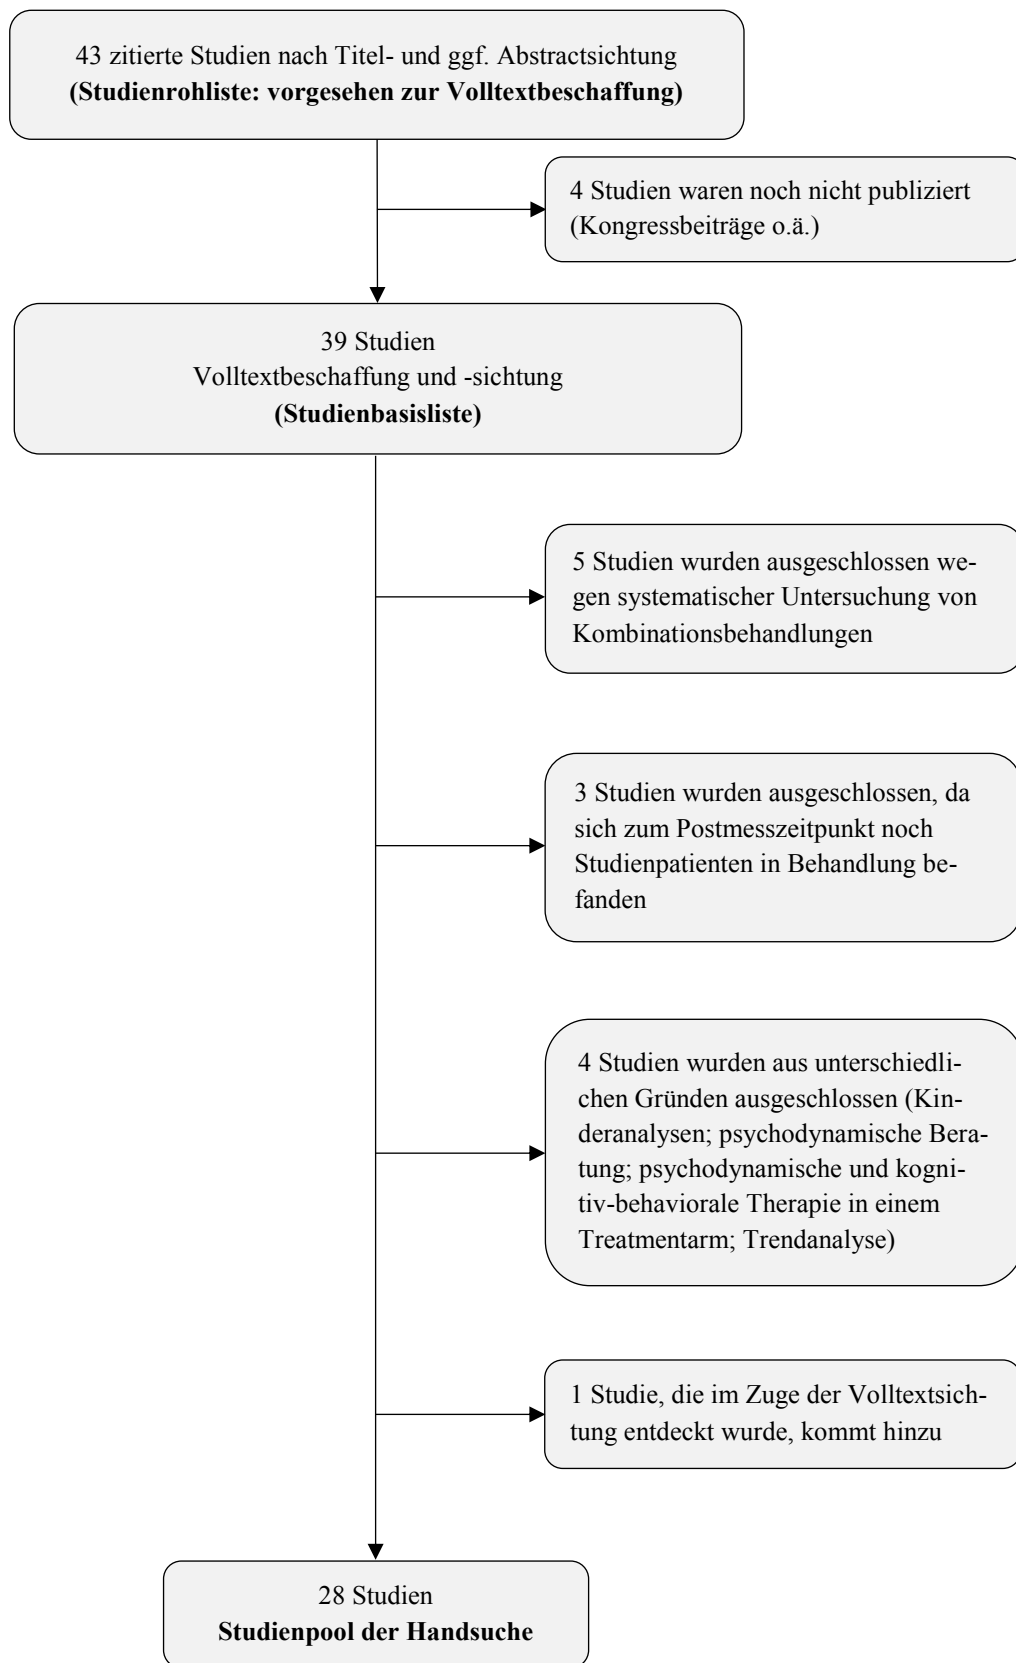 43 zitierte Studien nach Titel- und ggf. Abstractsichtung
(Studienrohliste: vorgesehen zur Volltextbeschaffung)
4 Studien waren noch nicht publiziert
(Kongressbeiträge o.ä.)
39 Studien
Volltextbeschaffung und -sichtung
(Studienbasisliste)
5 Studien wurden ausgeschlossen we-
gen systematischer Untersuchung von
Kombinationsbehandlungen
3 Studien wurden ausgeschlossen, da
sich zum Postmesszeitpunkt noch
Studienpatienten in Behandlung be-
fanden
4 Studien wurden aus unterschiedli-
chen Gründen ausgeschlossen (Kin-
deranalysen; psychodynamische Bera-
tung; psychodynamische und kogni-
tiv-behaviorale Therapie in einem
Treatmentarm; Trendanalyse)
1 Studie, die im Zuge der Volltextsich-
tung entdeckt wurde, kommt hinzu
28 Studien
Studienpool der Handsuche